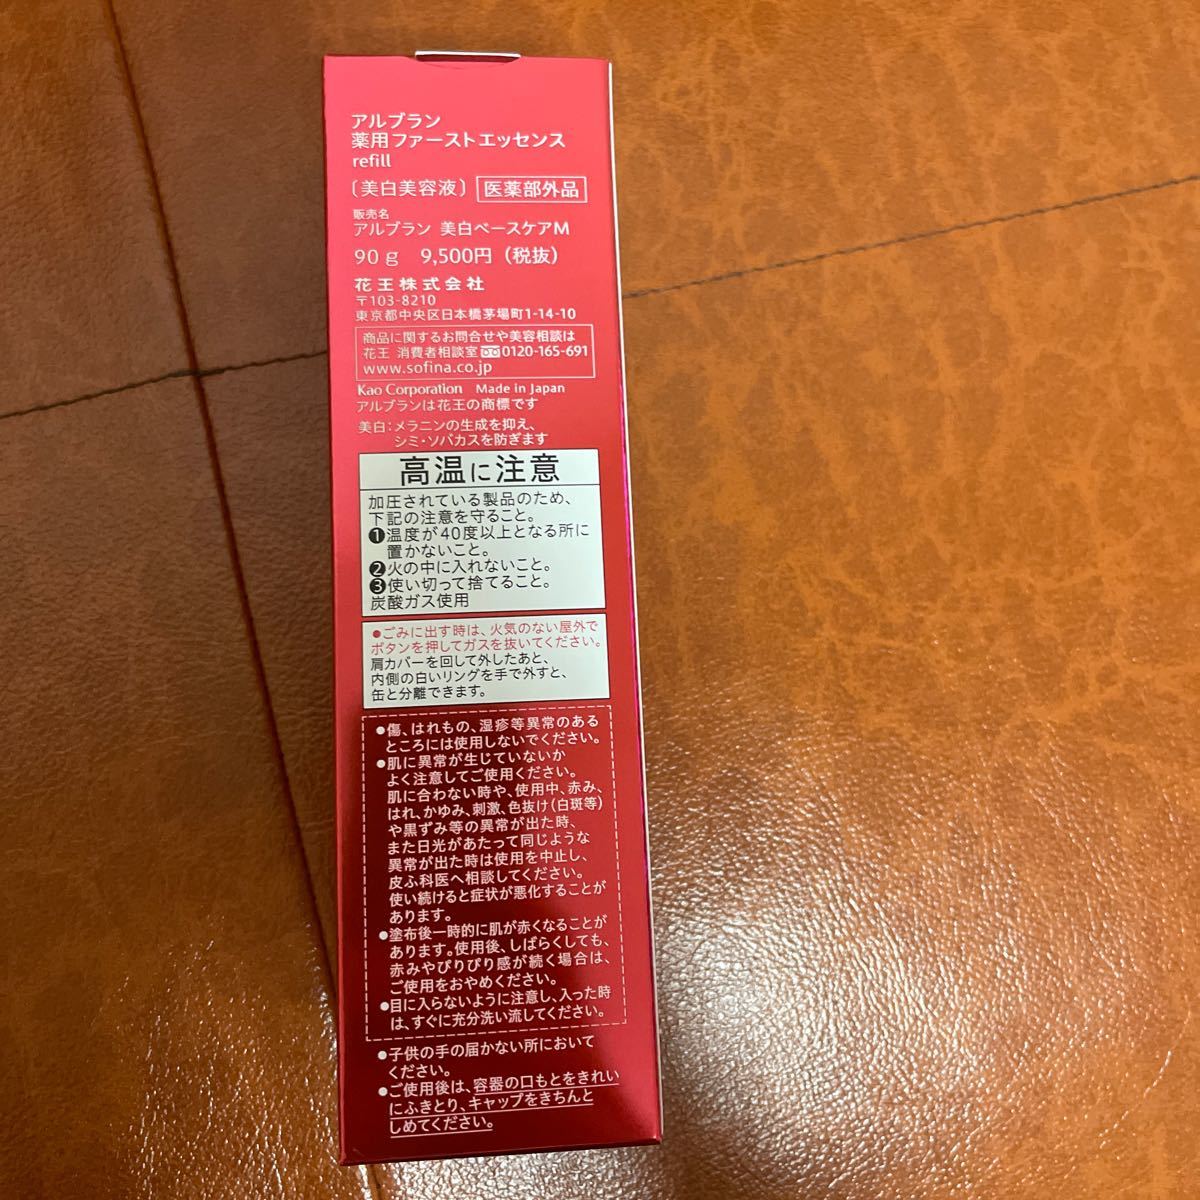 アルブラン
薬用ファーストエッセンス
refill
〔美白美容液〕 医薬部外品
販売名
アルブラン 美白ベースケアM
90g 9,500円（税抜）
花王株式会社
〒103-8210
東京都中央区日本橋茅場町1-14-10
商品に関するお問合せや美容相談は
花王 消費者相談室 0120-165-691
www.sofina.co.jp
Kao Corporation Made in Japan
アルブランは花王の商標です
美白：メラニンの生成を抑え、
シミ・ソバカスを防ぎます
高温に注意
加圧されている製品のため、
下記の注意を守ること。
❶温度が40度以上となる所に
置かないこと。
❷火の中に入れないこと。
❸使い切って捨てること。
炭酸ガス使用
●ごみに出す時は、火気のない屋外で
ボタンを押してガスを抜いてください。
肩カバーを回して外したあと、
内側の白いリングを手で外すと、
缶と分離できます。
●傷、はれもの、湿疹等異常のある
ところには使用しないでください。
●肌に異常が生じていないか
よく注意してご使用ください。
肌に合わない時や、使用中、赤み、
はれ、かゆみ、刺激、色抜け（白斑等）
や黒ずみ等の異常が出た時、
また日光があたって同じような
異常が出た時は使用を中止し、
皮ふ科医へ相談してください。
使い続けると症状が悪化することが
あります。
●塗布後一時的に肌が赤くなることが
あります。使用後、しばらくしても、
赤みやぴりぴり感が続く場合は、
ご使用をおやめください。
●目に入らないように注意し、入った時
は、すぐに充分洗い流してください。
●子供の手の届かない所において
ください。
●ご使用後は、容器の口もとをきれい
にふきとり、キャップをきちんと
しめてください。